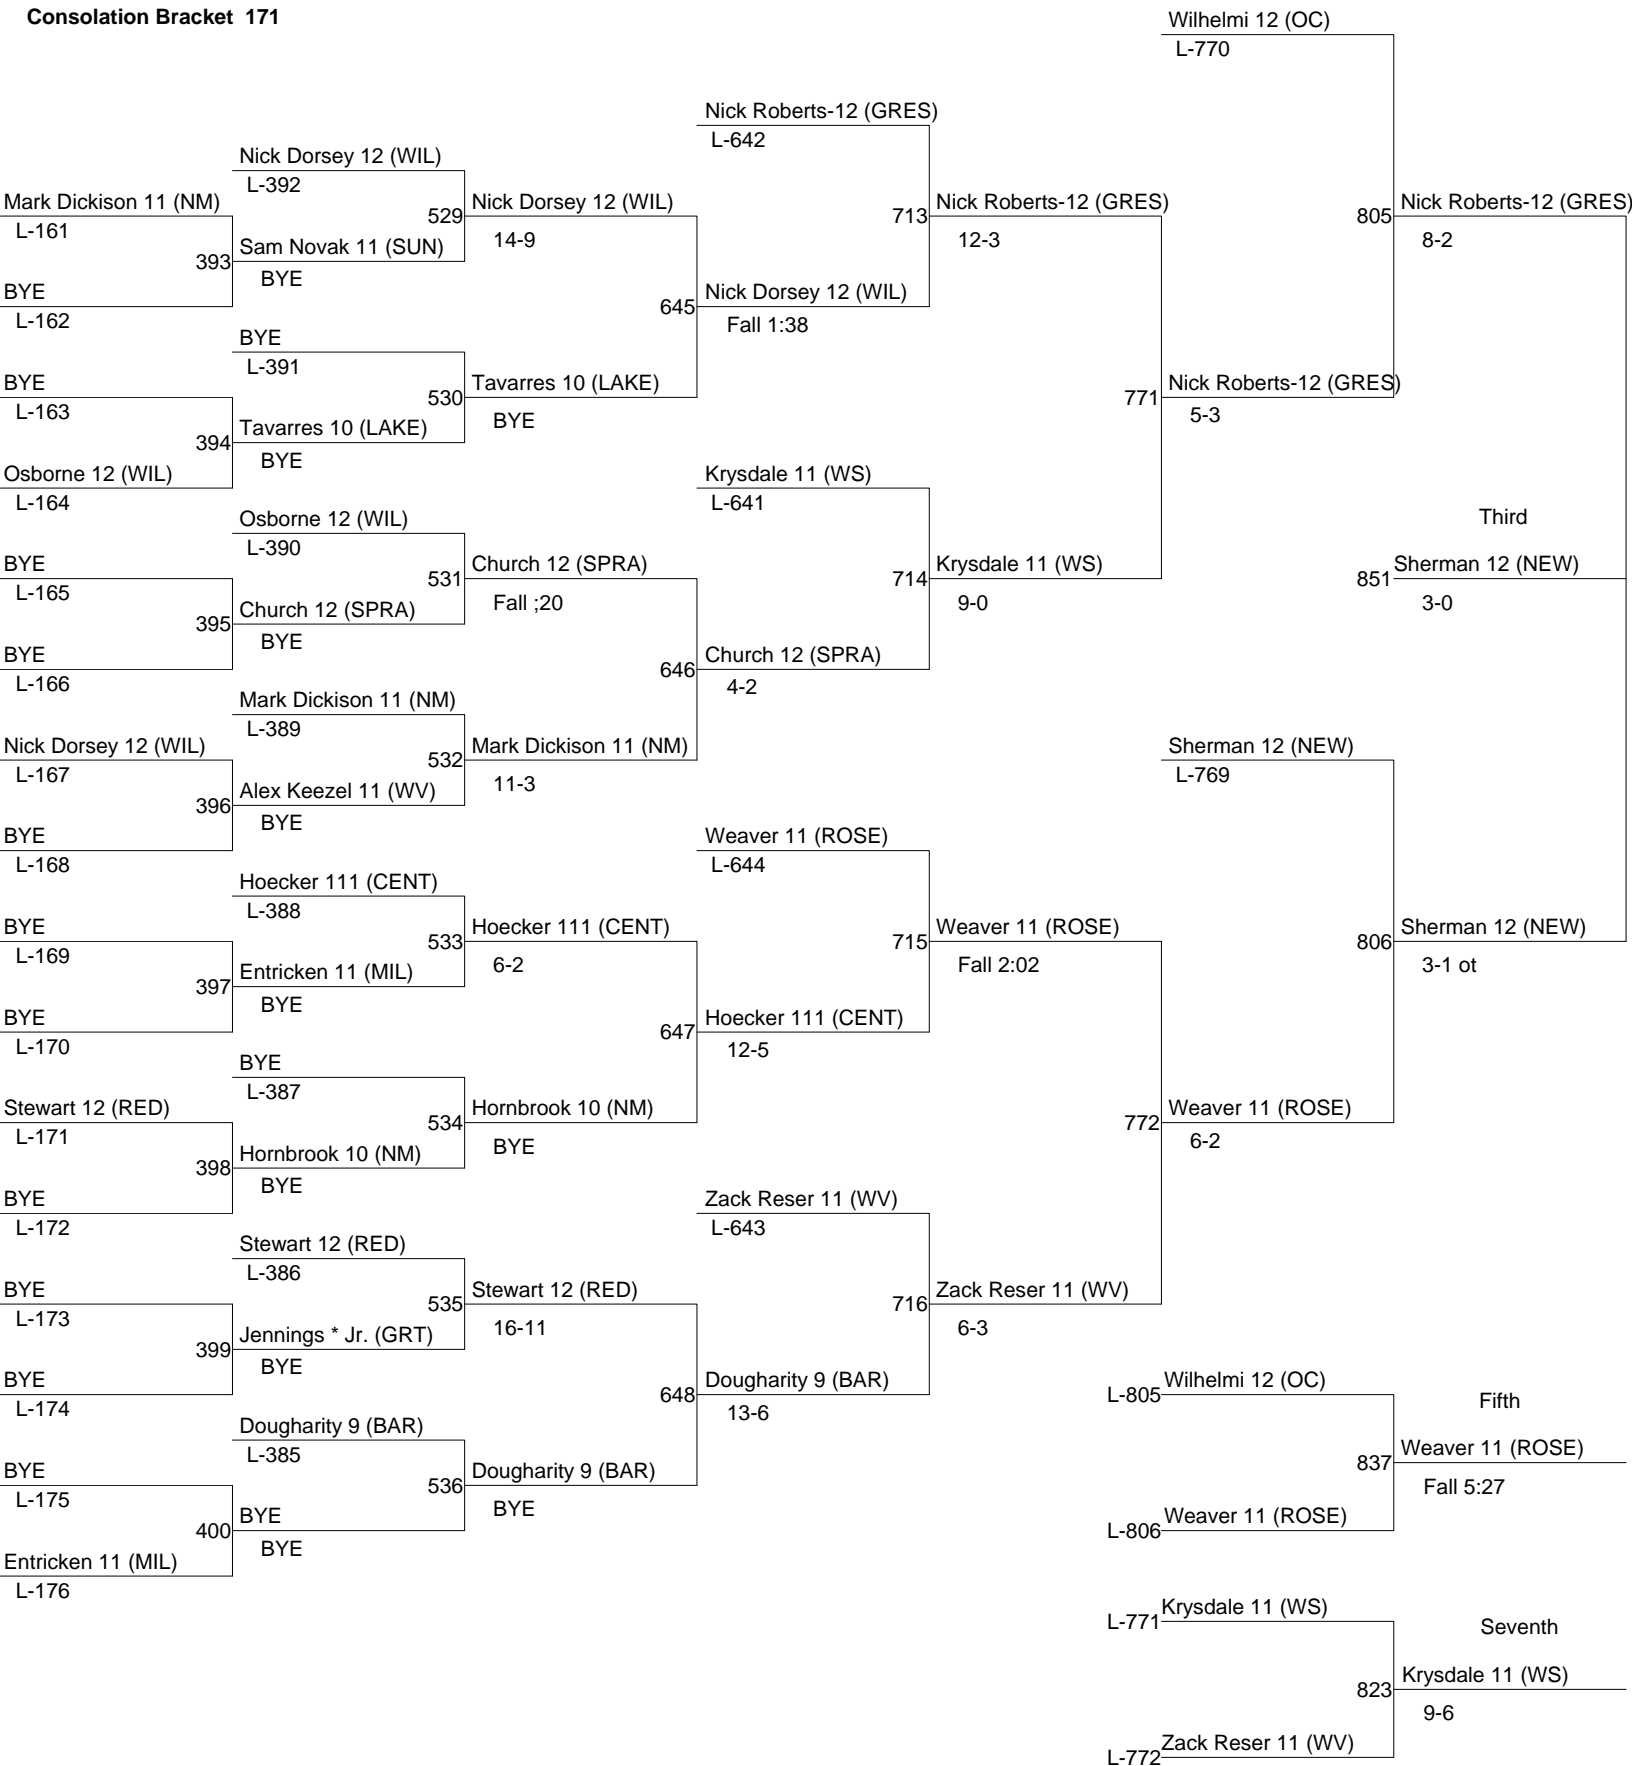 Consolation Bracket 171
Mark Dickison 11 (NM)
L-161
393
BYE
L-162
BYE
L-163
394
Osborne 12 (WIL)
L-164
BYE
L-165
395
BYE
L-166
Nick Dorsey 12 (WIL)
L-167
396
BYE
L-168
BYE
L-169
397
BYE
L-170
Stewart 12 (RED)
L-171
398
BYE
L-172
BYE
L-173
399
BYE
L-174
BYE
L-175
400
Entricken 11 (MIL)
L-176
Nick Dorsey 12 (WIL)
L-392
529
Sam Novak 11 (SUN)
BYE
BYE
L-391
530
Tavarres 10 (LAKE)
BYE
Osborne 12 (WIL)
L-390
531
Church 12 (SPRA)
BYE
Mark Dickison 11 (NM)
L-389
532
Alex Keezel 11 (WV)
BYE
Hoecker 111 (CENT)
L-388
533
Entricken 11 (MIL)
BYE
BYE
L-387
534
Hornbrook 10 (NM)
BYE
Stewart 12 (RED)
L-386
535
Jennings * Jr. (GRT)
BYE
Dougharity 9 (BAR)
L-385
536
BYE
BYE
Nick Dorsey 12 (WIL)
14-9
645
Tavarres 10 (LAKE)
BYE
Church 12 (SPRA)
Fall ;20
646
Mark Dickison 11 (NM)
11-3
Hoecker 111 (CENT)
6-2
647
Hornbrook 10 (NM)
BYE
Stewart 12 (RED)
16-11
648
Dougharity 9 (BAR)
BYE
Nick Roberts-12 (GRES)
L-642
713
Nick Dorsey 12 (WIL)
Fall 1:38
Krysdale 11 (WS)
L-641
714
Church 12 (SPRA)
4-2
Weaver 11 (ROSE)
L-644
715
Hoecker 111 (CENT)
12-5
Zack Reser 11 (WV)
L-643
716
Dougharity 9 (BAR)
13-6
Nick Roberts-12 (GRES)
12-3
771
Krysdale 11 (WS)
9-0
Weaver 11 (ROSE)
Fall 2:02
772
Zack Reser 11 (WV)
6-3
Wilhelmi 12 (OC)
L-770
805
Nick Roberts-12 (GRES)
5-3
Sherman 12 (NEW)
L-769
806
Weaver 11 (ROSE)
6-2
Nick Roberts-12 (GRES)
8-2
Third
851
Sherman 12 (NEW)
3-0
Sherman 12 (NEW)
3-1 ot
L-805
Wilhelmi 12 (OC)
Fifth
837
Weaver 11 (ROSE)
Fall 5:27
L-806
Weaver 11 (ROSE)
L-771
Krysdale 11 (WS)
Seventh
823
Krysdale 11 (WS)
9-6
L-772
Zack Reser 11 (WV)